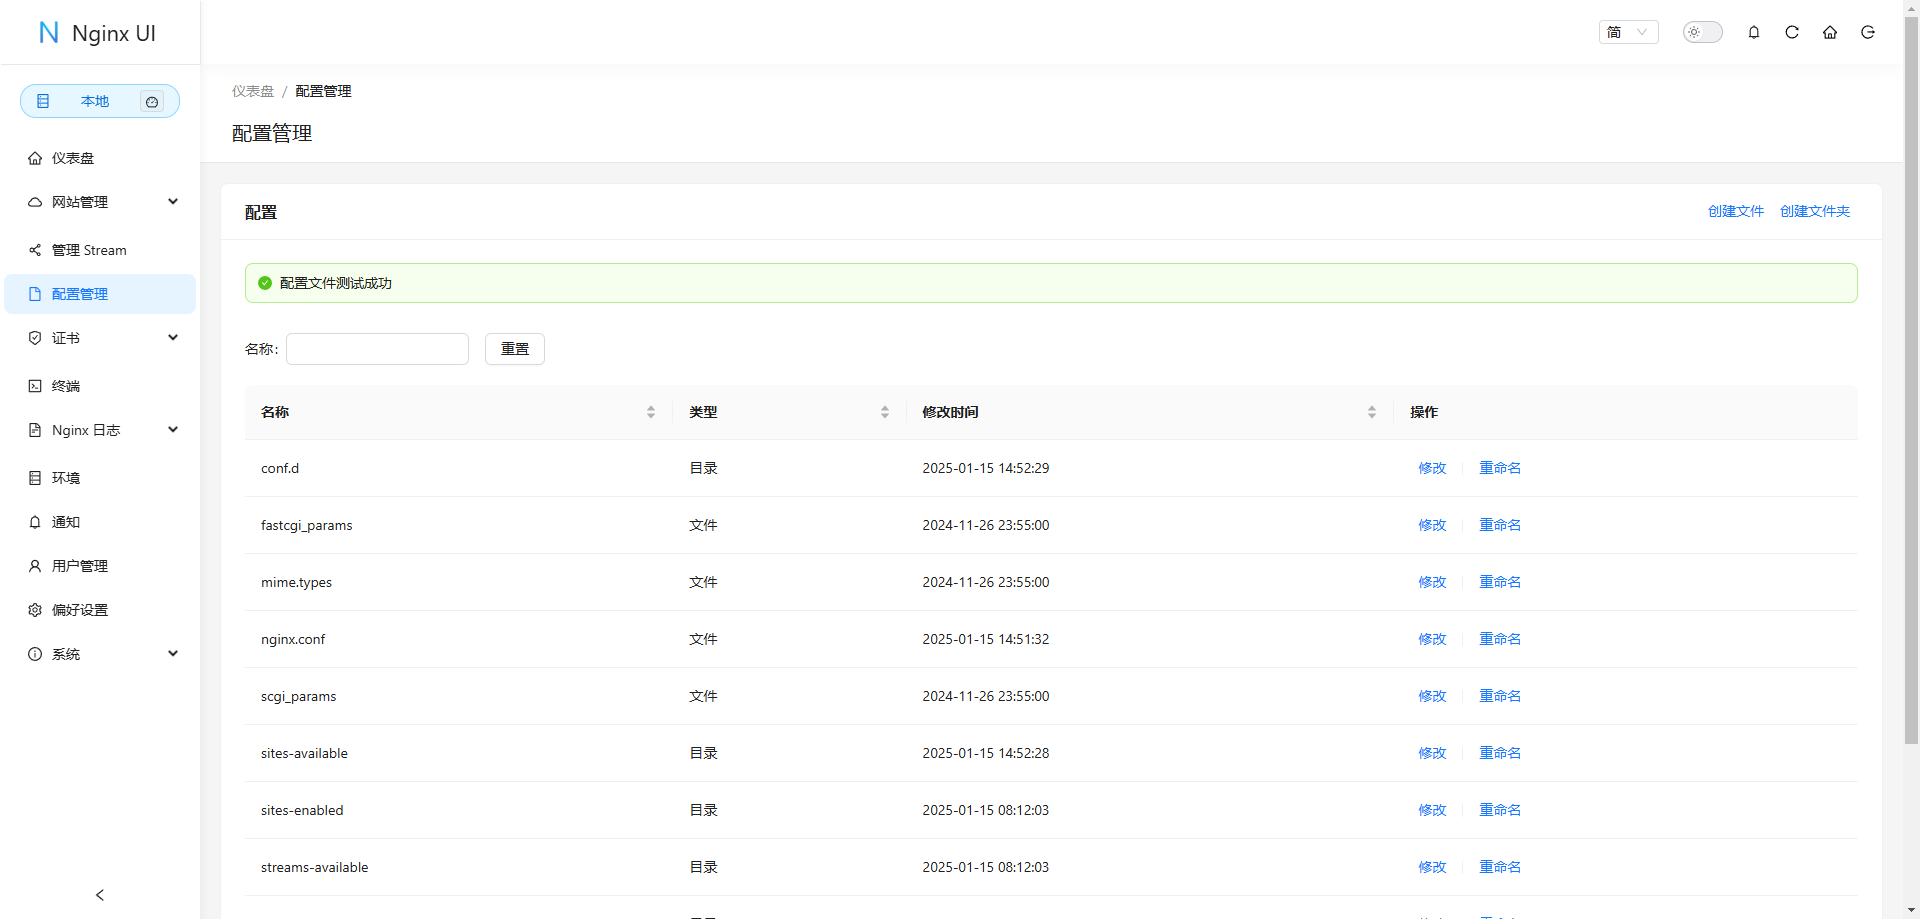 Nginx UI
简
本地
仪表盘
网站管理
管理 Stream
配置管理
证书
终端
Nginx 日志
环境
通知
用户管理
偏好设置
系统
仪表盘 / 配置管理
配置管理
配置 创建文件 创建文件夹
配置文件测试成功
名称: 重置
名称 类型 修改时间 操作
conf.d 目录 2025-01-15 14:52:29 修改 重命名
fastcgi_params 文件 2024-11-26 23:55:00 修改 重命名
mime.types 文件 2024-11-26 23:55:00 修改 重命名
nginx.conf 文件 2025-01-15 14:51:32 修改 重命名
scgi_params 文件 2024-11-26 23:55:00 修改 重命名
sites-available 目录 2025-01-15 14:52:28 修改 重命名
sites-enabled 目录 2025-01-15 08:12:03 修改 重命名
streams-available 目录 2025-01-15 08:12:03 修改 重命名